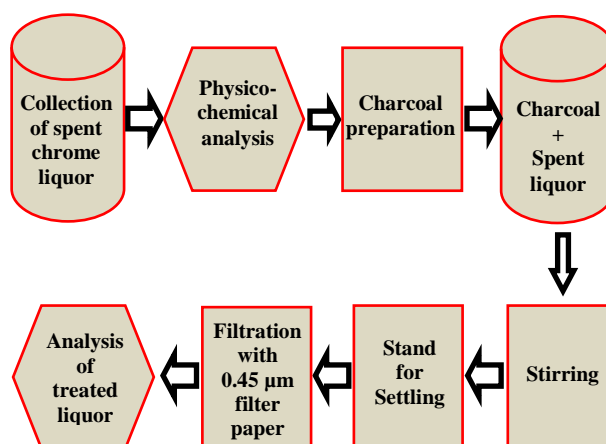 Collection
of spent
chrome
liquor
Physico-
chemical
analysis
Charcoal
preparation
Charcoal
+
Spent
liquor
Stirring
Stand
for
Settling
Filtration
with
0.45 µm
filter
paper
Analysis
of
treated
liquor